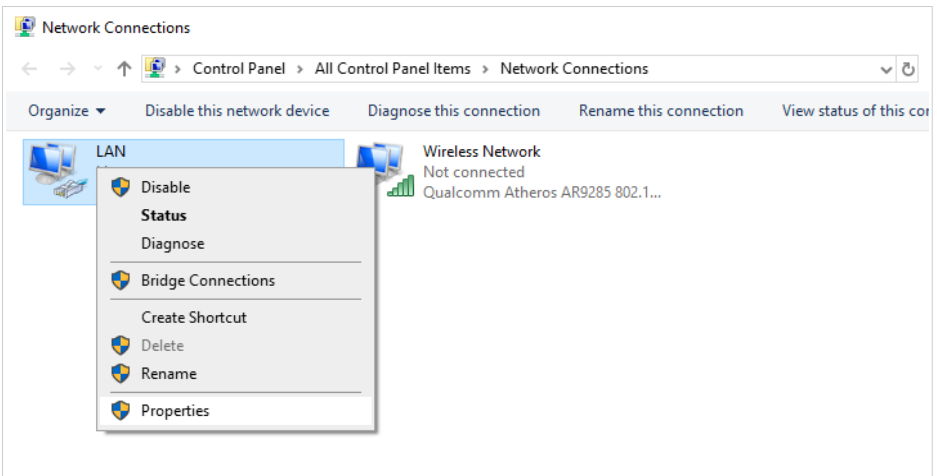 Network Connections
Control Panel > All Control Panel Items > Network Connections
Organize Disable this network device Diagnose this connection Rename this connection View status of this con
LAN
Wireless Network
Not connected
Qualcomm Atheros AR9285 802.1...
Disable
Status
Diagnose
Bridge Connections
Create Shortcut
Delete
Rename
Properties